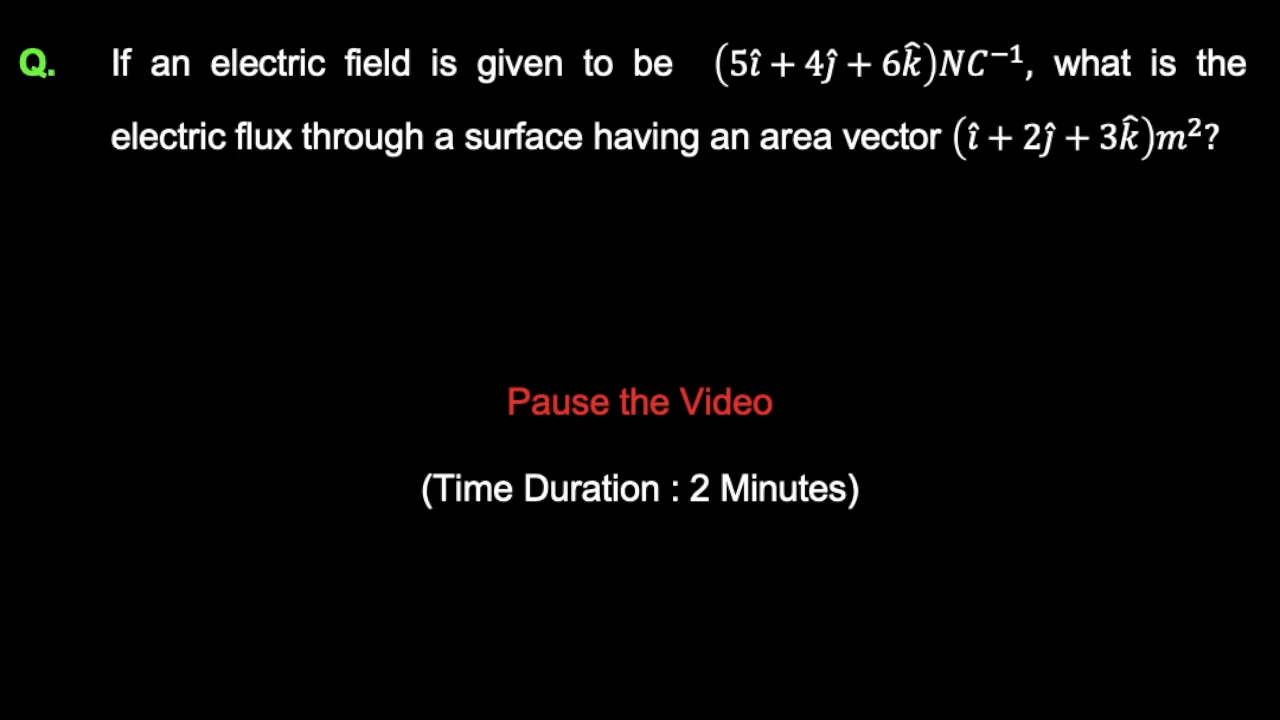 Q. If an electric field is given to be (5î + 4ĵ + 6k̂)NC⁻¹, what is the
electric flux through a surface having an area vector (î + 2ĵ + 3k̂)m²?
Pause the Video
(Time Duration : 2 Minutes)